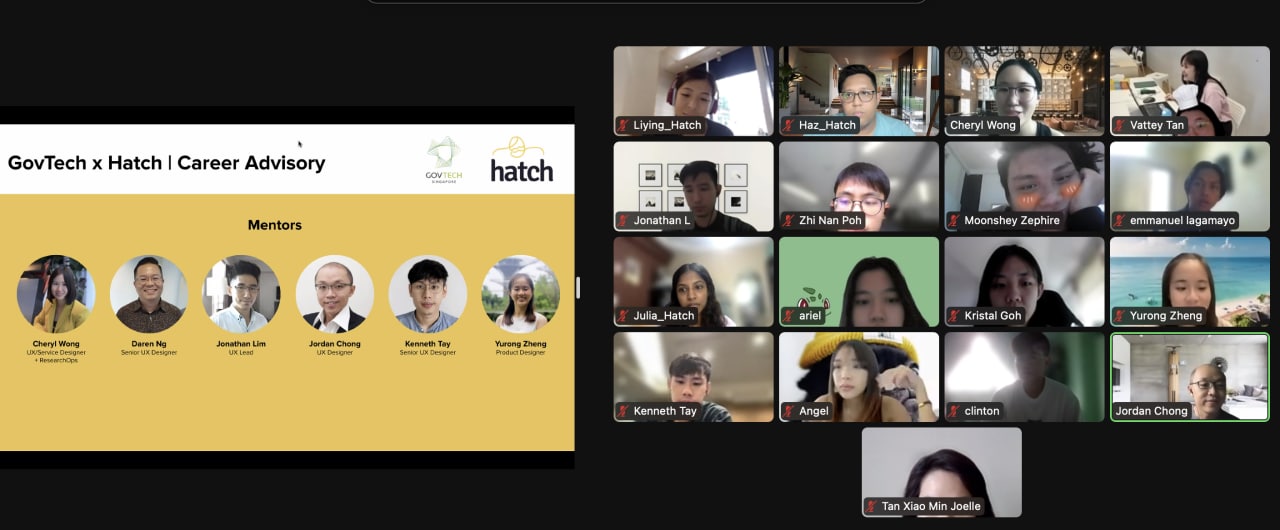 GovTech x Hatch | Career Advisory
GOVTECH
SINGAPORE
hatch
Mentors
Cheryl Wong
UX/Service Designer
+ ResearchOps
Daren Ng
Senior UX Designer
Jonathan Lim
UX Lead
Jordan Chong
UX Designer
Kenneth Tay
Senior UX Designer
Yurong Zheng
Product Designer
Liying_Hatch
Haz_Hatch
Cheryl Wong
Vattey Tan
Jonathan L
Zhi Nan Poh
Moonshey Zephire
emmanuel lagamayo
Julia_Hatch
ariel
Kristal Goh
Yurong Zheng
Kenneth Tay
Angel
clinton
Jordan Chong
Tan Xiao Min Joelle